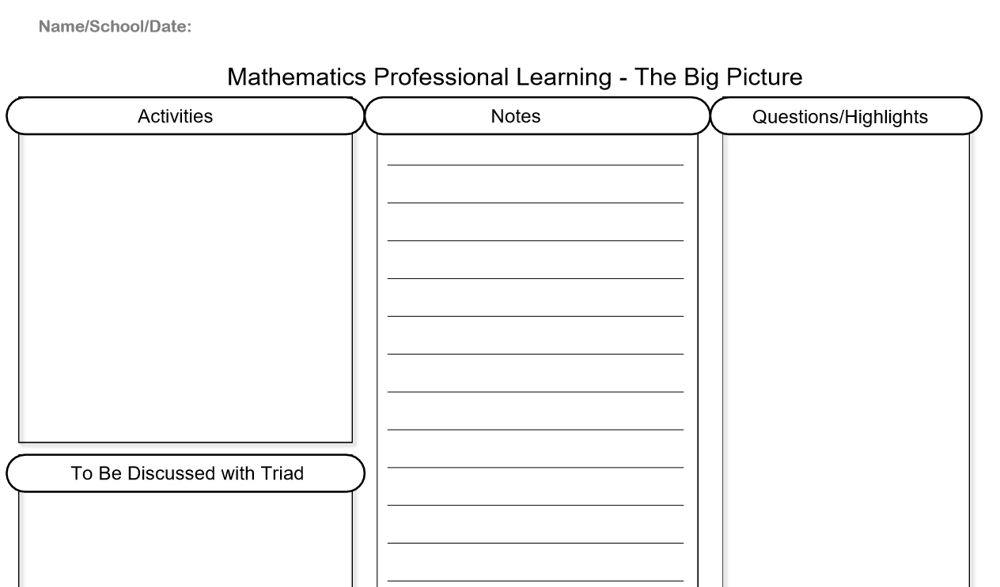 Name/School/Date:
Mathematics Professional Learning - The Big Picture
Activities
Notes
Questions/Highlights
To Be Discussed with Triad